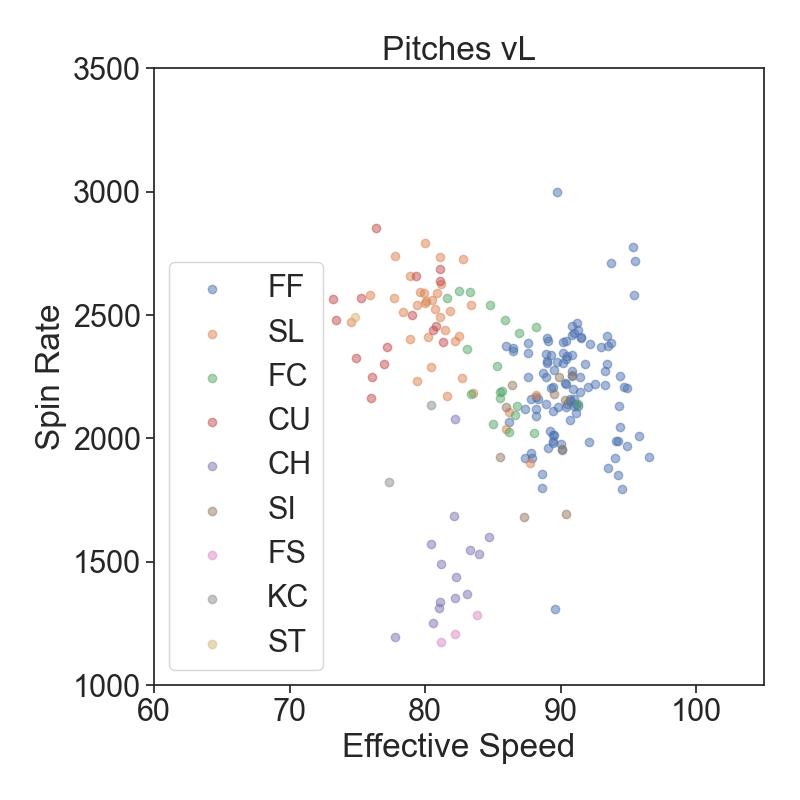 Pitches vL
3500
3000
2500
2000
1500
1000
Spin Rate
FF
SL
FC
CU
CH
SI
FS
KC
ST
60 70 80 90 100
Effective Speed